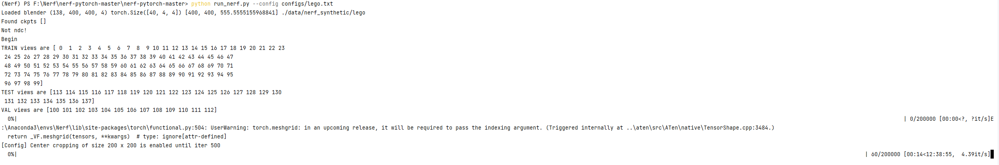 (Nerf) PS F:\Nerf\nerf-pytorch-master\nerf-pytorch-master> python run_nerf.py --config configs/lego.txt
Loaded blender (138, 400, 400, 4) torch.Size([40, 4, 4]) [400, 400, 555.5555155968841] ./data/nerf_synthetic/lego
Found ckpts []
Not ndc!
Begin
TRAIN views are [ 0  1  2  3  4  5  6  7  8  9 10 11 12 13 14 15 16 17 18 19 20 21 22 23
 24 25 26 27 28 29 30 31 32 33 34 35 36 37 38 39 40 41 42 43 44 45 46 47
 48 49 50 51 52 53 54 55 56 57 58 59 60 61 62 63 64 65 66 67 68 69 70 71
 72 73 74 75 76 77 78 79 80 81 82 83 84 85 86 87 88 89 90 91 92 93 94 95
 96 97 98 99]
TEST views are [113 114 115 116 117 118 119 120 121 122 123 124 125 126 127 128 129 130
 131 132 133 134 135 136 137]
VAL views are [100 101 102 103 104 105 106 107 108 109 110 111 112]
  0%| | 0/200000 [00:00<?, ?it/s]E
:\Anaconda3\envs\Nerf\lib\site-packages\torch\functional.py:504: UserWarning: torch.meshgrid: in an upcoming release, it will be required to pass the indexing argument. (Triggered internally at ..\aten\src\ATen\native\TensorShape.cpp:3484.)
  return _VF.meshgrid(tensors, **kwargs)  # type: ignore[attr-defined]
[Config] Center cropping of size 200 x 200 is enabled until iter 500
  0%| | 60/200000 [00:14<12:38:55,  4.39it/s]